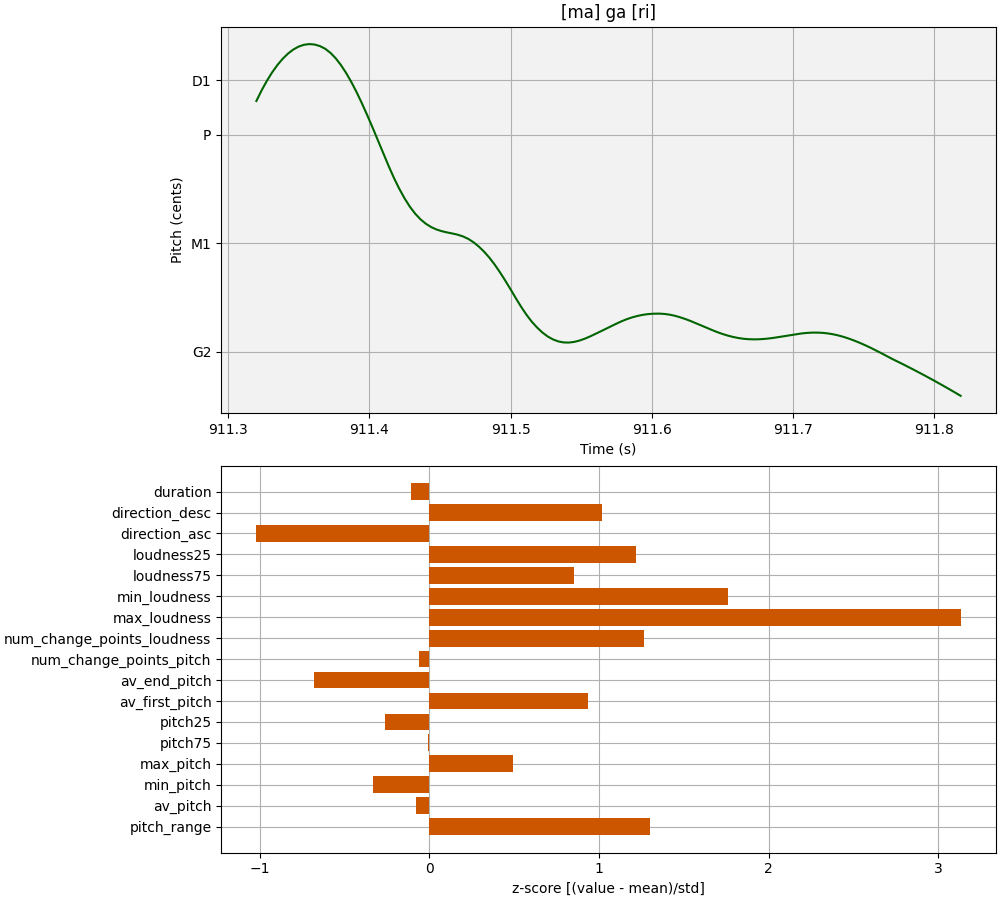 [ma] ga [ri]
D1
P
M1
G2
Pitch (cents)
911.3 911.4 911.5 911.6 911.7 911.8
Time (s)
duration
direction_desc
direction_asc
loudness25
loudness75
min_loudness
max_loudness
num_change_points_loudness
num_change_points_pitch
av_end_pitch
av_first_pitch
pitch25
pitch75
max_pitch
min_pitch
av_pitch
pitch_range
−1 0 1 2 3
z-score [(value - mean)/std]